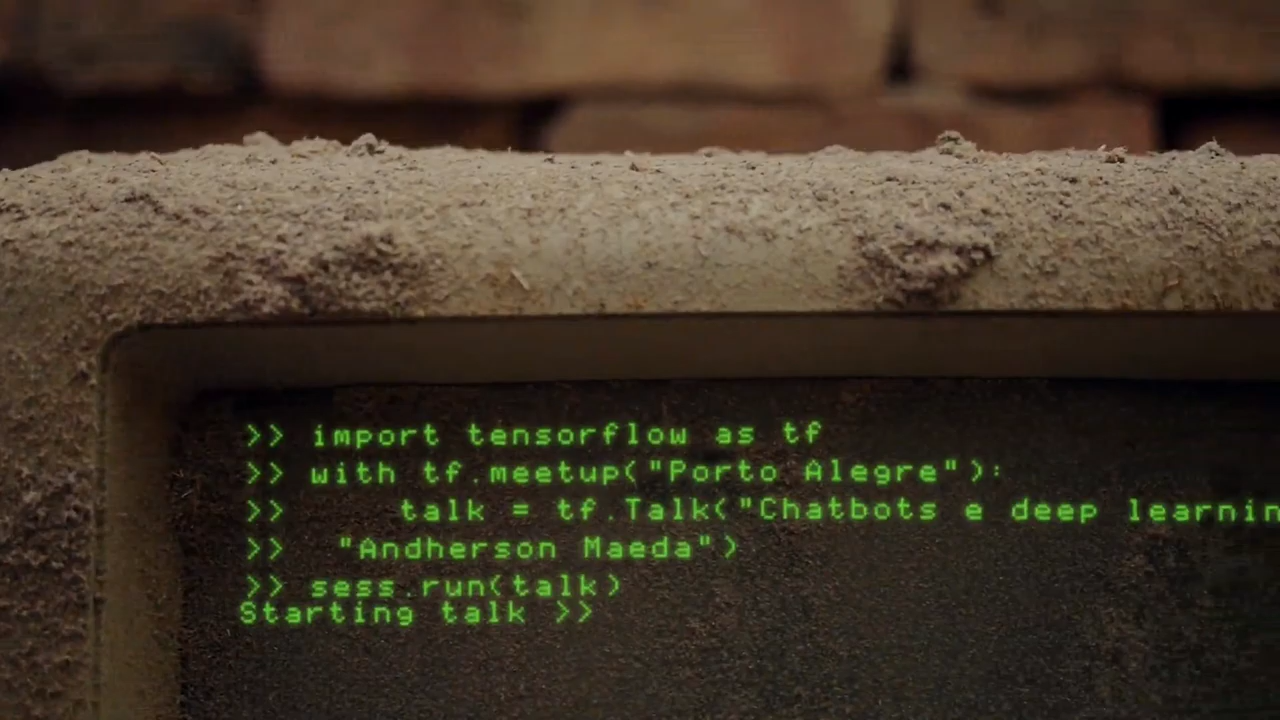 >> import tensorflow as tf
>> with tf.meetup("Porto Alegre"):
>> talk = tf.Talk("Chatbots e deep
>> "Andherson Maeda")
>> sess.run(talk)
Starting talk >>